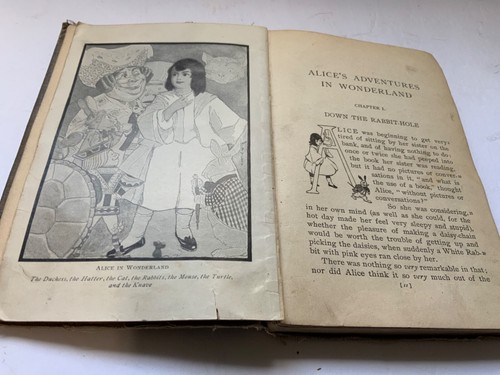 ALICE IN WONDERLAND
The Duchess, the Hatter, the Cat, the Rabbits, the Mouse, the Turtle,
and the Knave
ALICE'S ADVENTURES
IN WONDERLAND
CHAPTER I.
DOWN THE RABBIT-HOLE
ALICE was beginning to get very
tired of sitting by her sister on the
bank, and of having nothing to do:
once or twice she had peeped into
the book her sister was reading,
but it had no pictures or conver-
sations in it, "and what is
the use of a book," thought
Alice, "without pictures or
conversations?"
So she was considering,
in her own mind (as well as she could, for the
hot day made her feel very sleepy and stupid),
whether the pleasure of making a daisy-chain
would be worth the trouble of getting up and
picking the daisies, when suddenly a White Rab-
bit with pink eyes ran close by her.
There was nothing so very remarkable in that;
nor did Alice think it so very much out of the